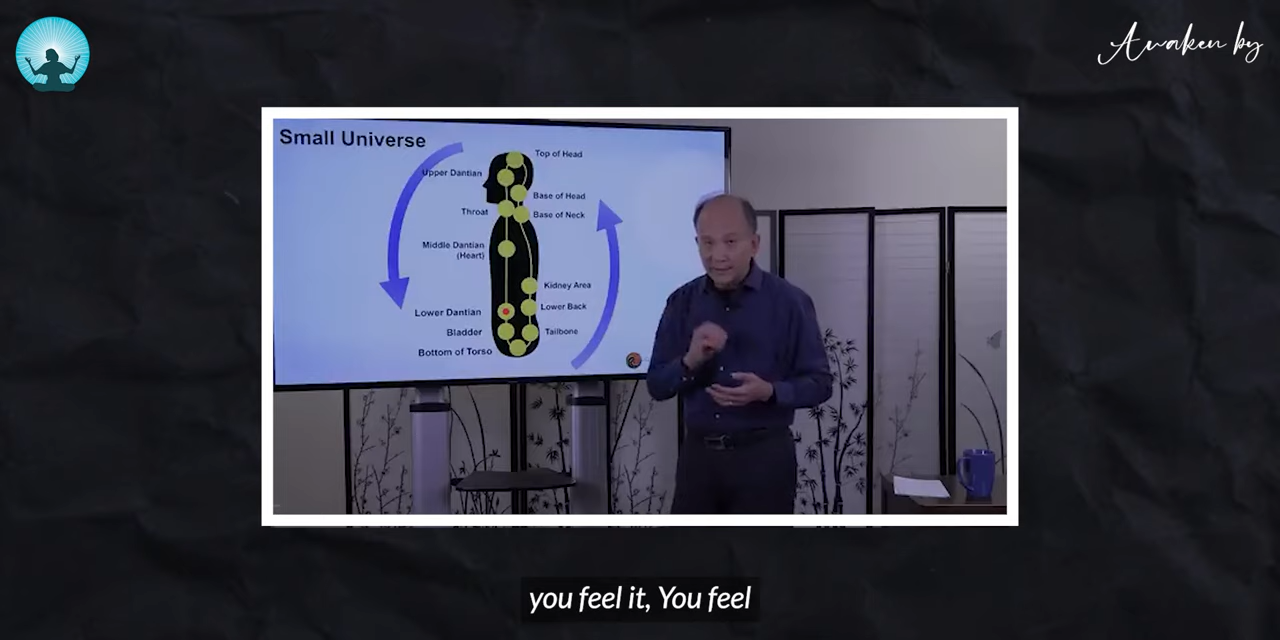 Awaken by
Small Universe
Top of Head
Upper Dantian
Base of Head
Throat
Base of Neck
Middle Dantian
(Heart)
Kidney Area
Lower Back
Lower Dantian
Bladder
Tailbone
Bottom of Torso
you feel it, You feel